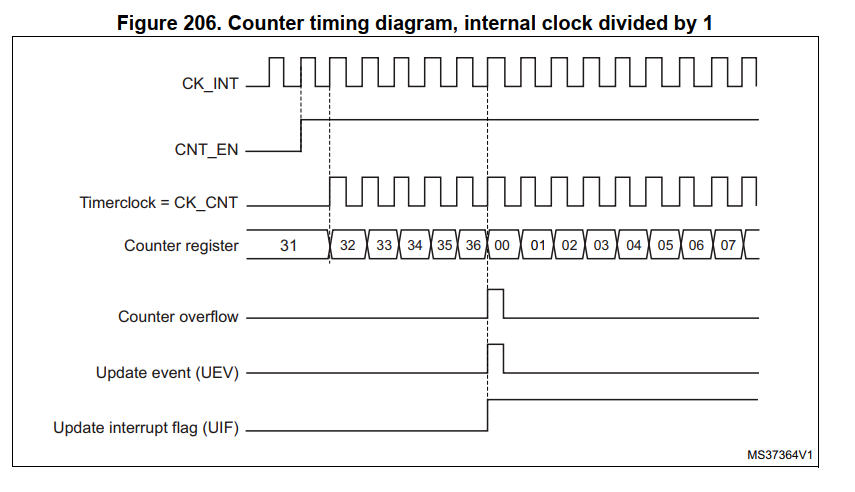 Figure 206. Counter timing diagram, internal clock divided by 1
CK_INT
CNT_EN
Timerclock = CK_CNT
Counter register 31 32 33 34 35 36 00 01 02 03 04 05 06 07
Counter overflow
Update event (UEV)
Update interrupt flag (UIF)
MS37364V1